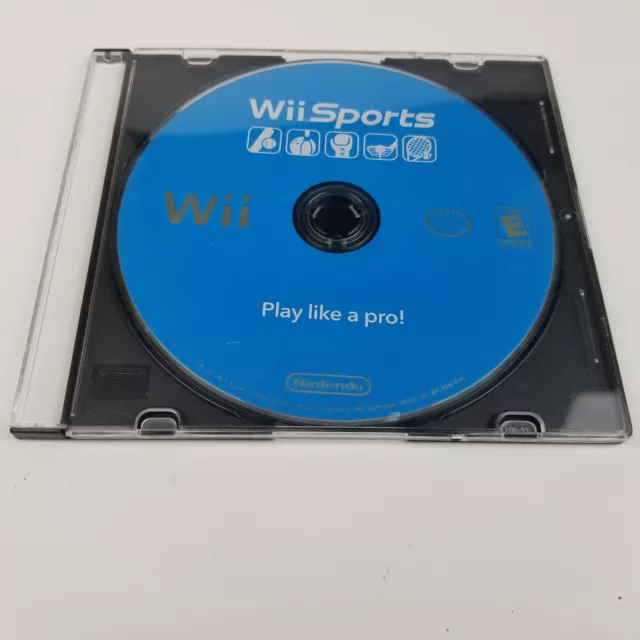 Wii Sports
Wii
E
Play like a pro!
Nintendo